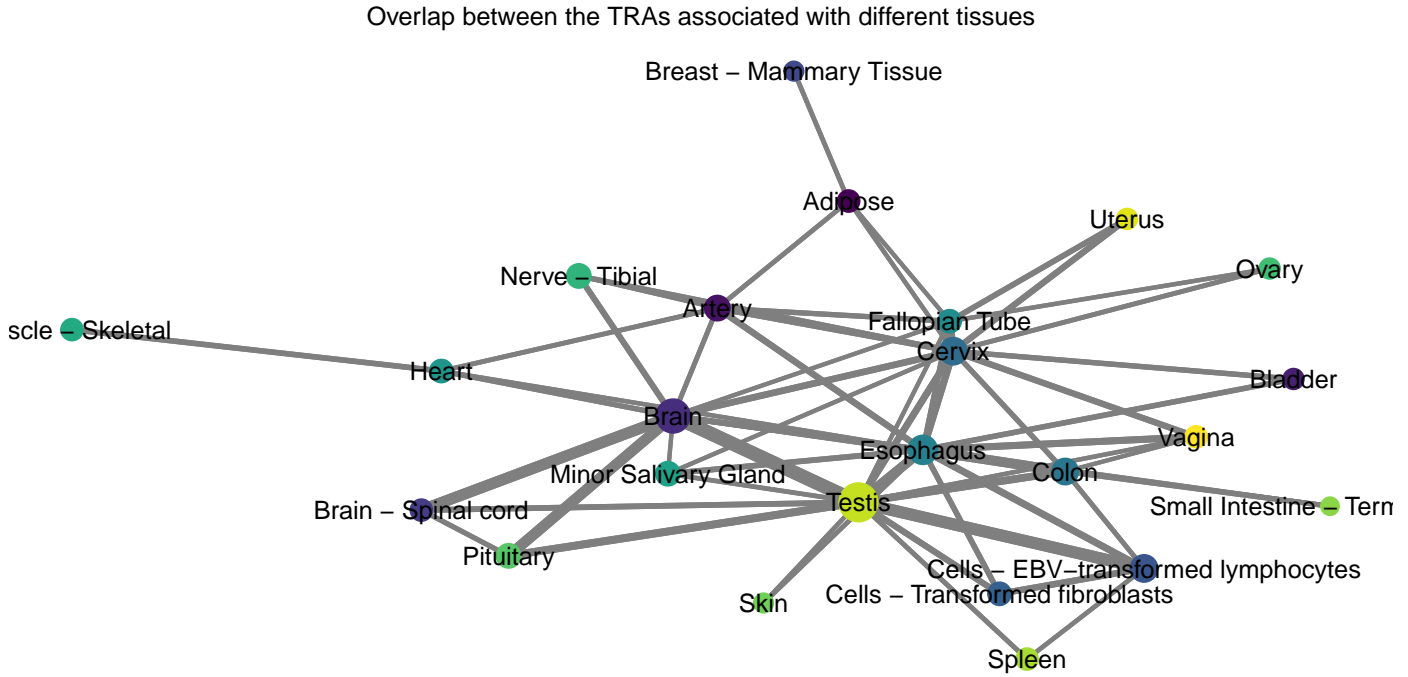 Overlap between the TRAs associated with different tissues
Breast − Mammary Tissue
Adipose
Uterus
Ovary
Nerve − Tibial
Artery
Fallopian Tube
scle − Skeletal
Cervix
Heart
Bladder
Brain
Vagina
Esophagus
Minor Salivary Gland
Colon
Testis
Small Intestine − Term
Brain − Spinal cord
Pituitary
Cells − EBV−transformed lymphocytes
Cells − Transformed fibroblasts
Skin
Spleen